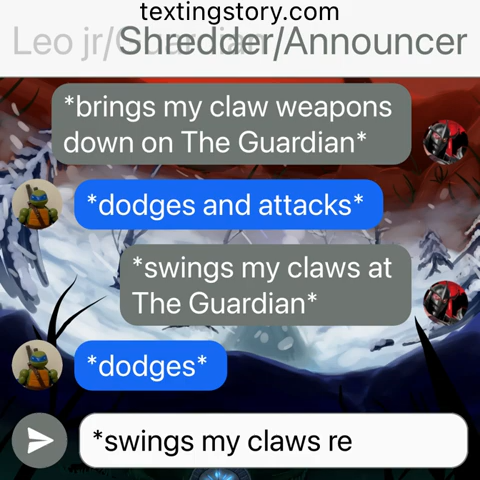 textingstory.com
Leo jr/Guardian
Shredder/Announcer
*brings my claw weapons
down on The Guardian*
*dodges and attacks*
*swings my claws at
The Guardian*
*dodges*
*swings my claws re